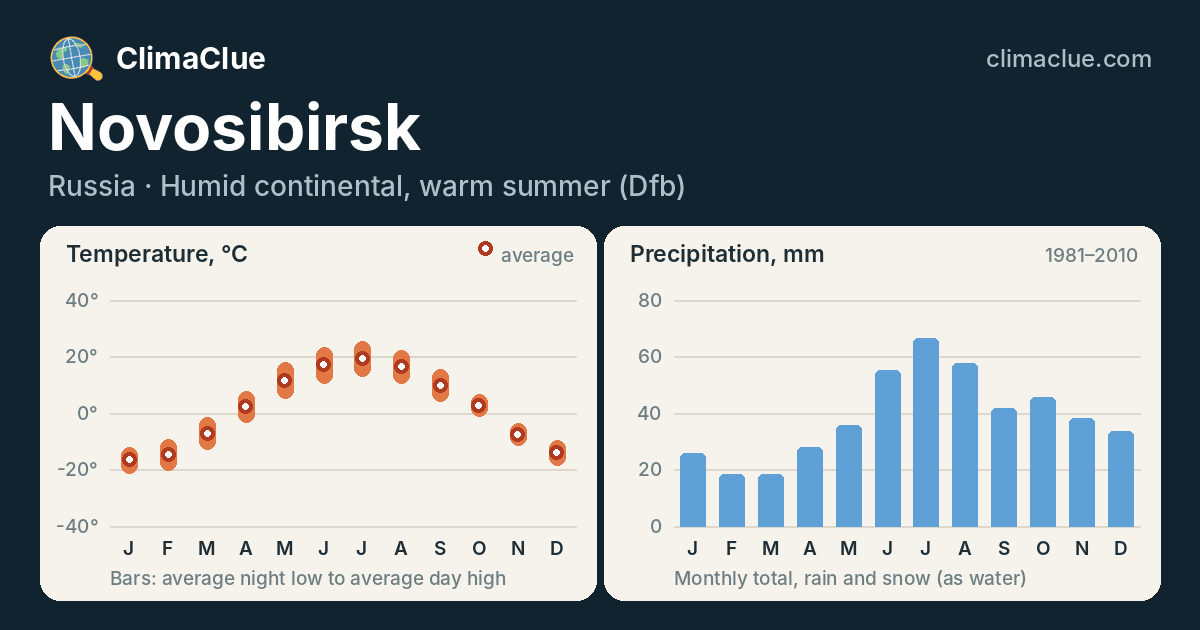 ClimaClue
climaclue.com
Novosibirsk
Russia · Humid continental, warm summer (Dfb)
Temperature, °C
average
40°
20°
0°
-20°
-40°
J F M A M J J A S O N D
Bars: average night low to average day high
Precipitation, mm
1981–2010
80
60
40
20
0
J F M A M J J A S O N D
Monthly total, rain and snow (as water)